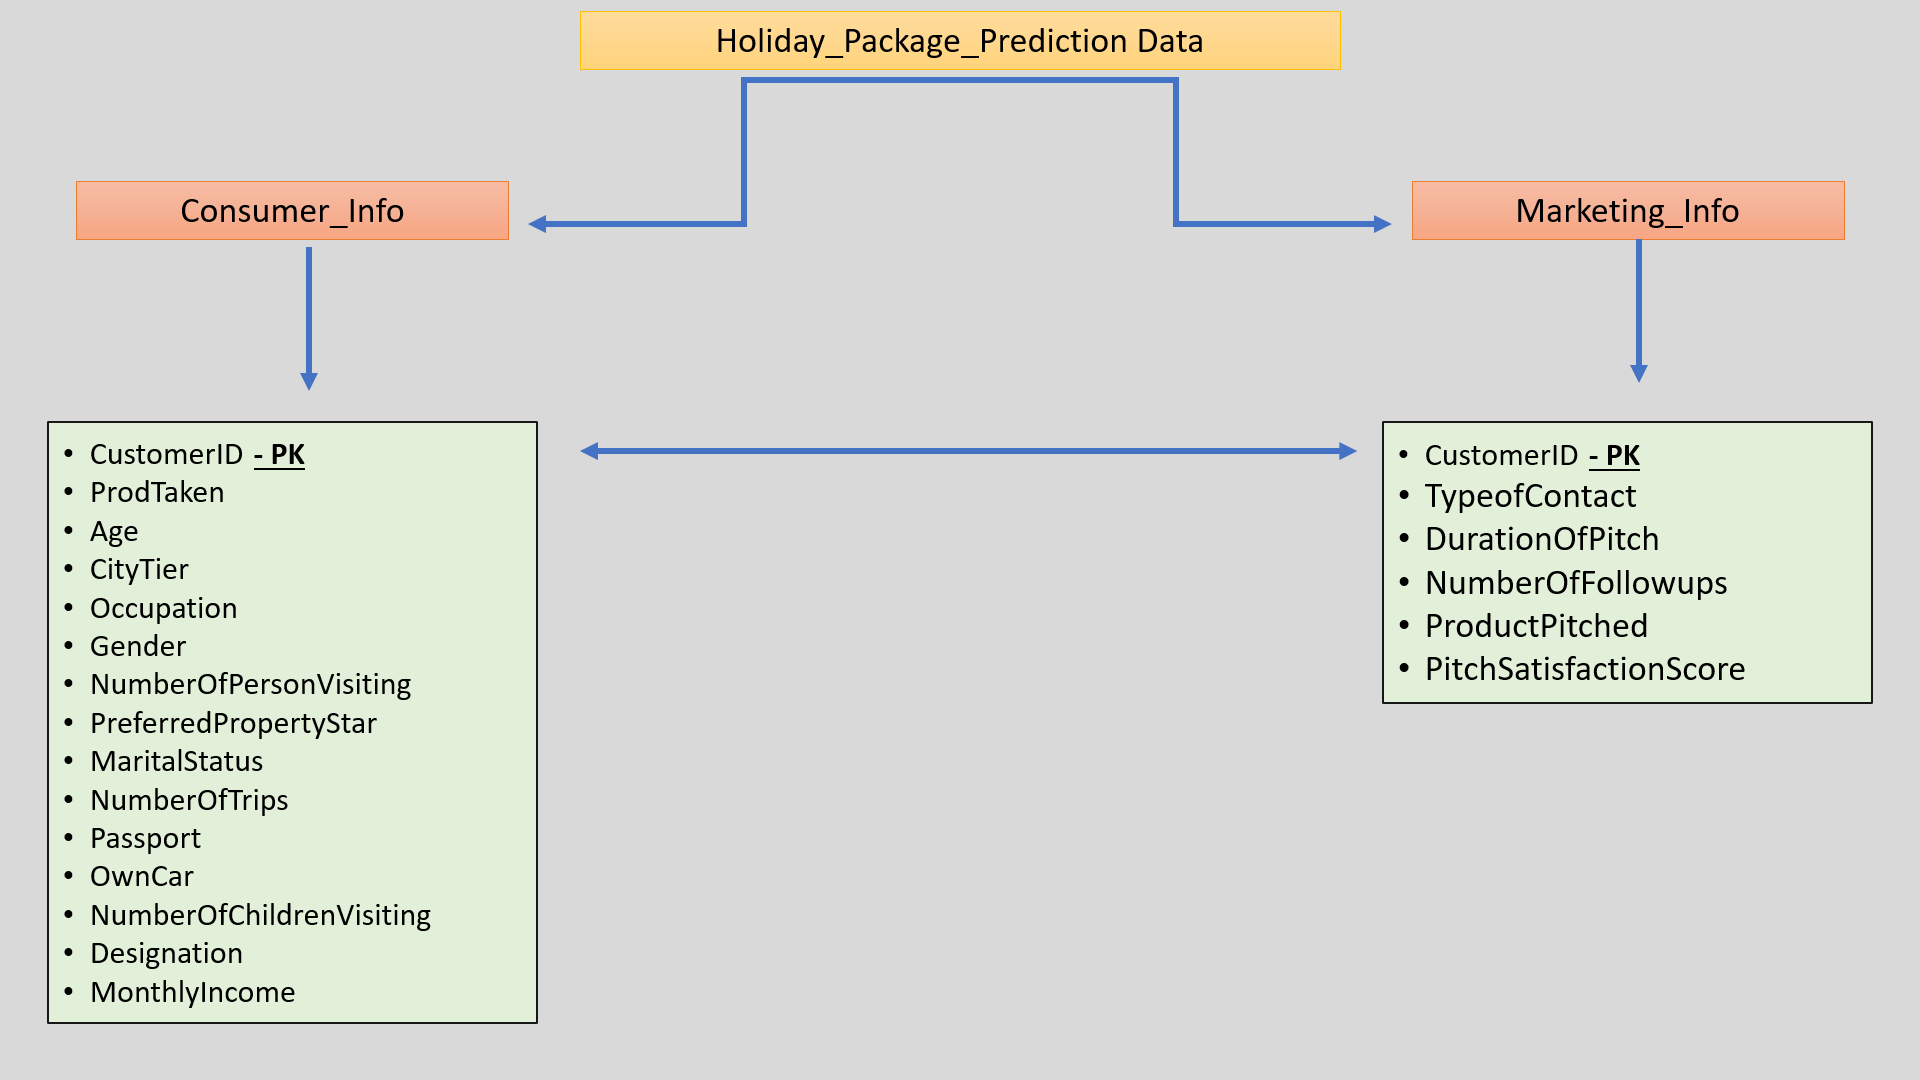 Holiday_Package_Prediction Data
Consumer_Info
Marketing_Info
• CustomerID - PK
• ProdTaken
• Age
• CityTier
• Occupation
• Gender
• NumberOfPersonVisiting
• PreferredPropertyStar
• MaritalStatus
• NumberOfTrips
• Passport
• OwnCar
• NumberOfChildrenVisiting
• Designation
• MonthlyIncome
• CustomerID - PK
• TypeofContact
• DurationOfPitch
• NumberOfFollowups
• ProductPitched
• PitchSatisfactionScore